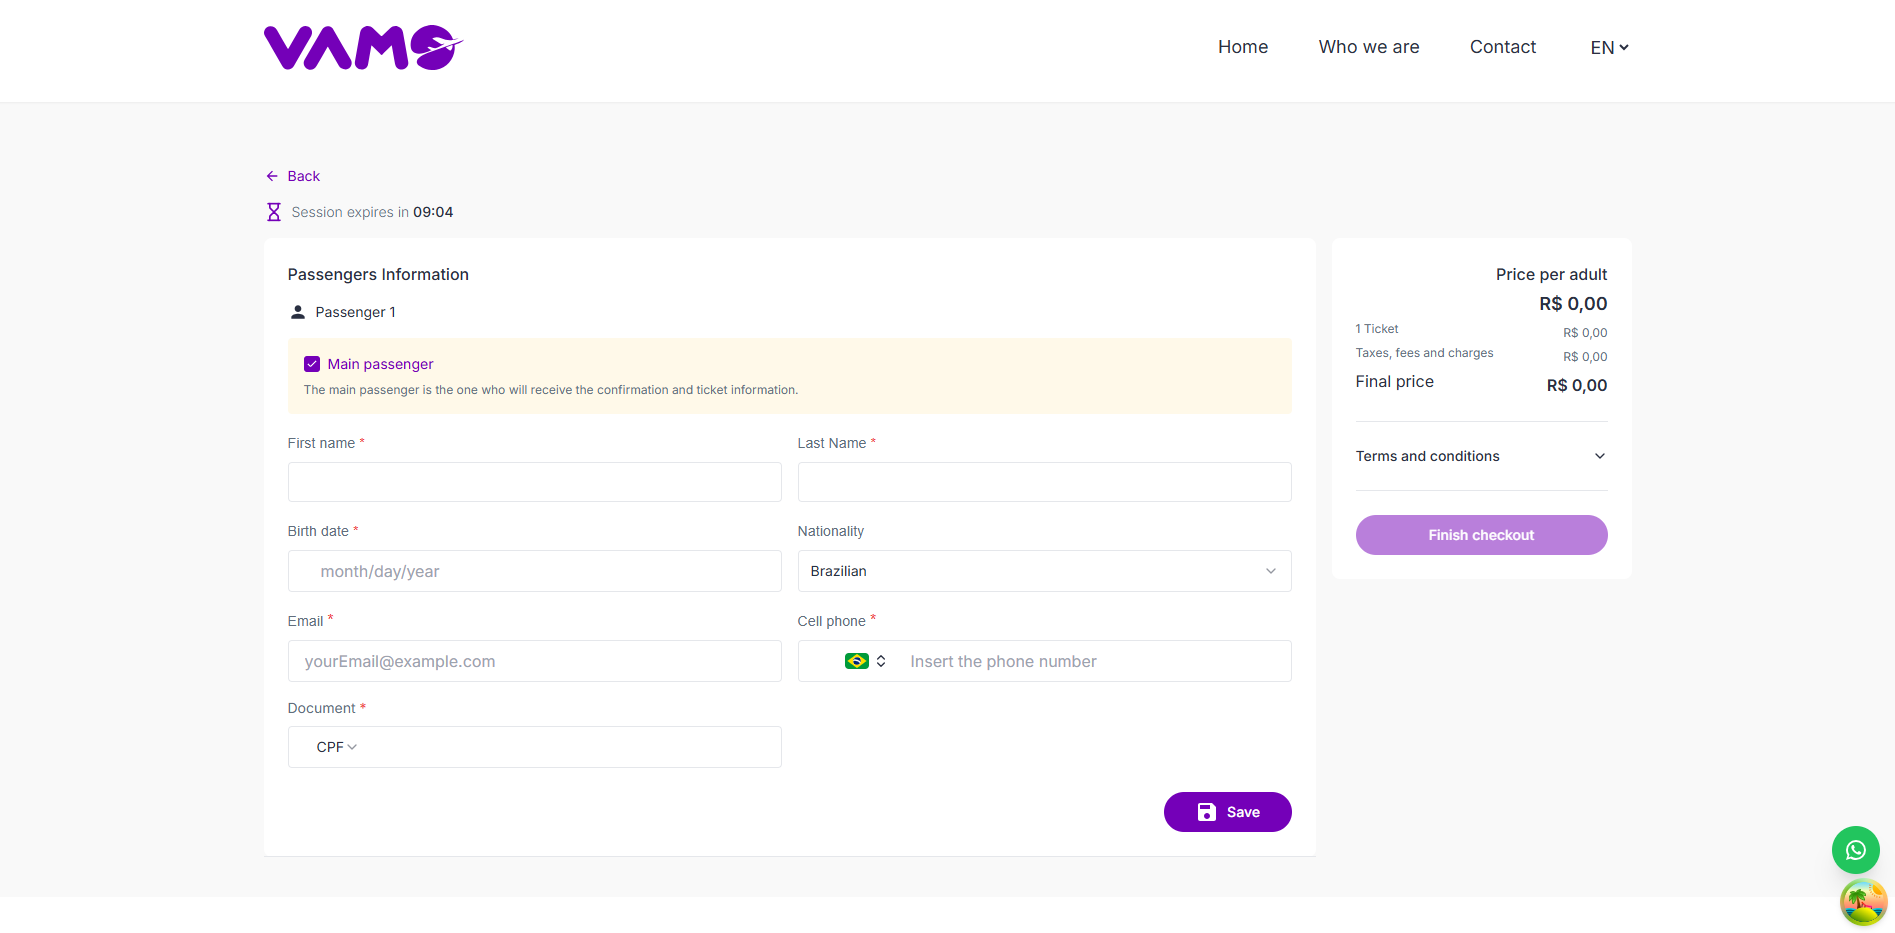 VAMO
Home
Who we are
Contact
EN
Back
Session expires in 09:04
Passengers Information
Passenger 1
Main passenger
The main passenger is the one who will receive the confirmation and ticket information.
First name *
Last Name *
Birth date *
Nationality
month/day/year
Brazilian
Email *
Cell phone *
yourEmail@example.com
Insert the phone number
Document *
CPF
Save
Price per adult
R$ 0,00
1 Ticket R$ 0,00
Taxes, fees and charges R$ 0,00
Final price R$ 0,00
Terms and conditions
Finish checkout